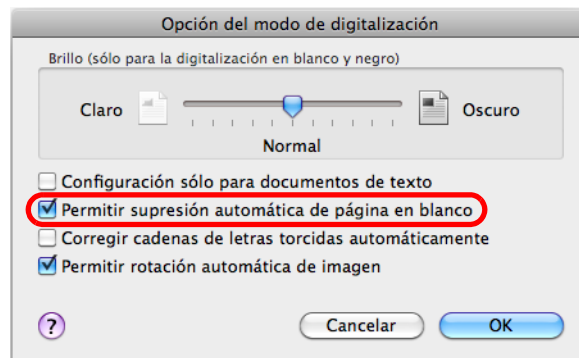 Opción del modo de digitalización
Brillo (sólo para la digitalización en blanco y negro)
Claro
Oscuro
Normal
Configuración sólo para documentos de texto
Permitir supresión automática de página en blanco
Corregir cadenas de letras torcidas automáticamente
Permitir rotación automática de imagen
?
Cancelar
OK